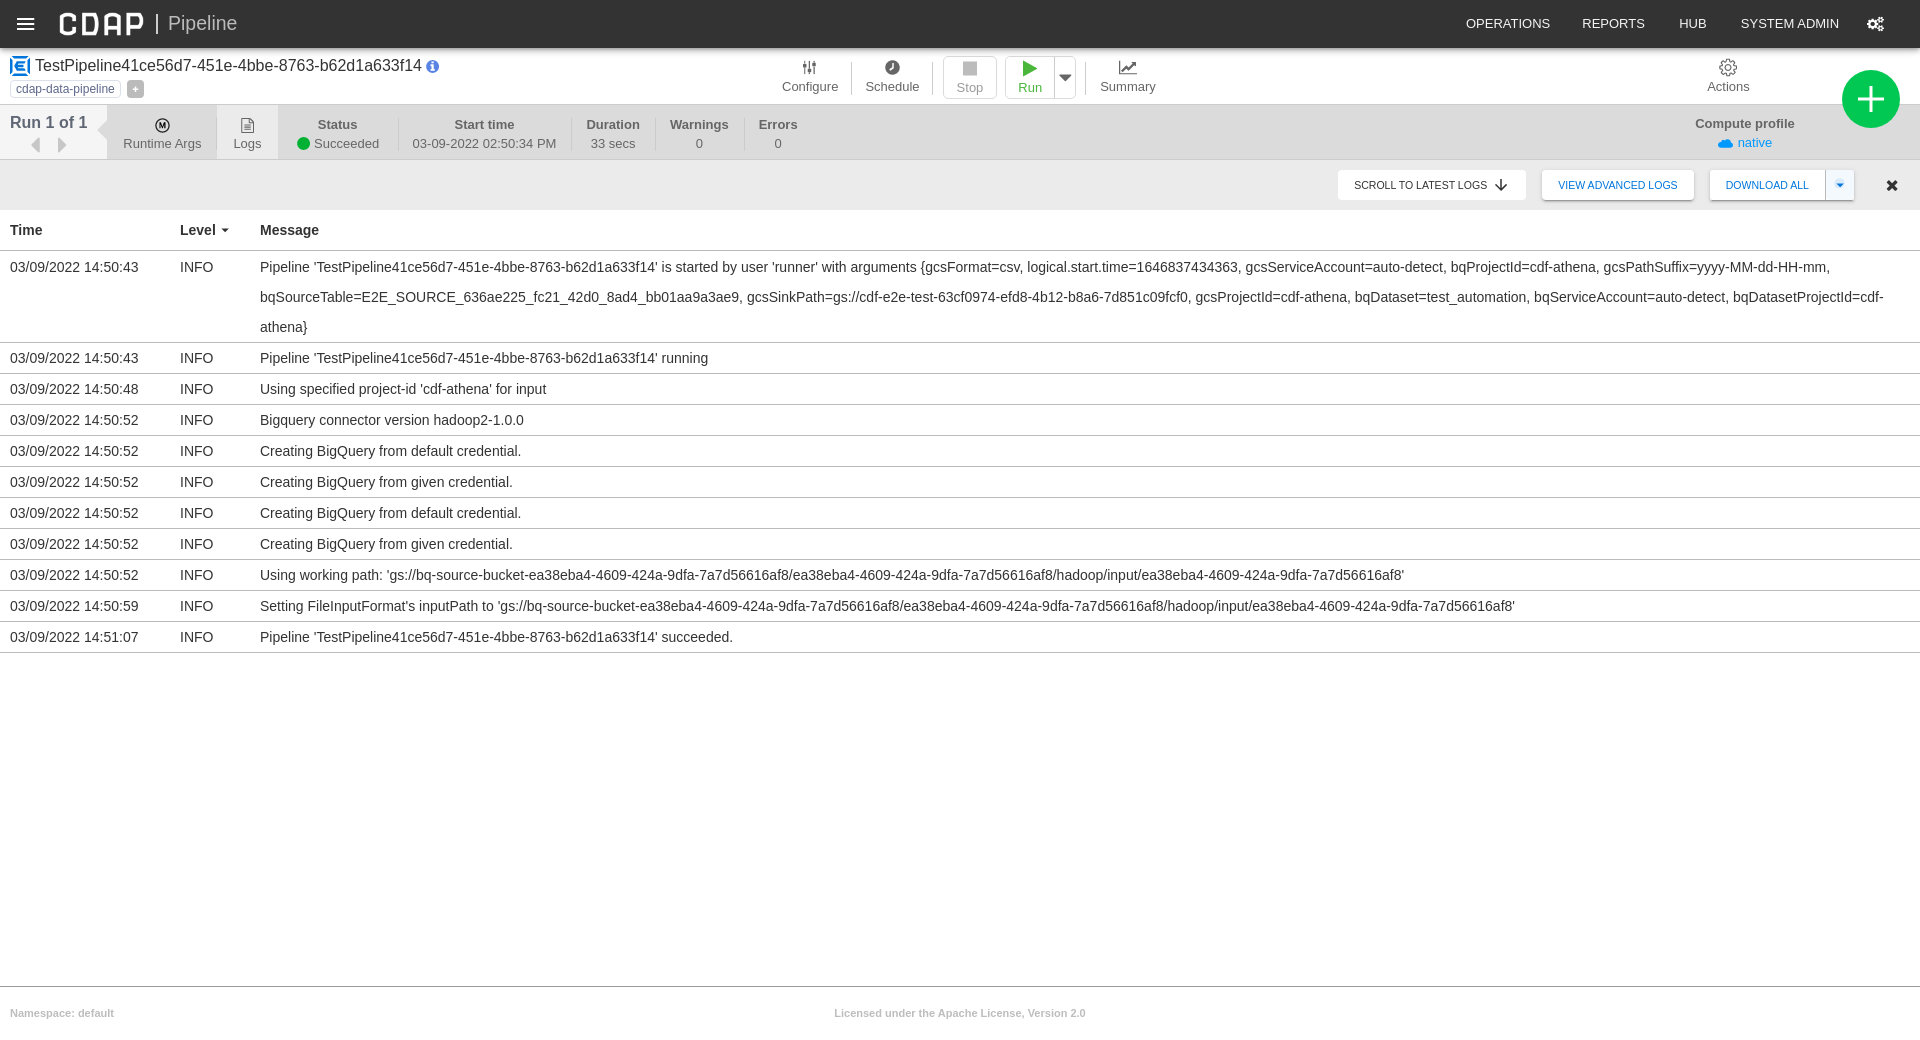 CDAP | Pipeline
OPERATIONS REPORTS HUB SYSTEM ADMIN
TestPipeline41ce56d7-451e-4bbe-8763-b62d1a633f14
cdap-data-pipeline +
Configure Schedule Stop Run Summary Actions
Run 1 of 1
Runtime Args Logs
Status Start time Duration Warnings Errors Compute profile
Succeeded 03-09-2022 02:50:34 PM 33 secs 0 0 native
SCROLL TO LATEST LOGS VIEW ADVANCED LOGS DOWNLOAD ALL
Time Level Message
03/09/2022 14:50:43 INFO Pipeline 'TestPipeline41ce56d7-451e-4bbe-8763-b62d1a633f14' is started by user 'runner' with arguments {gcsFormat=csv, logical.start.time=1646837434363, gcsServiceAccount=auto-detect, bqProjectId=cdf-athena, gcsPathSuffix=yyyy-MM-dd-HH-mm,
bqSourceTable=E2E_SOURCE_636ae225_fc21_42d0_8ad4_bb01aa9a3ae9, gcsSinkPath=gs://cdf-e2e-test-63cf0974-efd8-4b12-b8a6-7d851c09fcf0, gcsProjectId=cdf-athena, bqDataset=test_automation, bqServiceAccount=auto-detect, bqDatasetProjectId=cdf-
athena}
03/09/2022 14:50:43 INFO Pipeline 'TestPipeline41ce56d7-451e-4bbe-8763-b62d1a633f14' running
03/09/2022 14:50:48 INFO Using specified project-id 'cdf-athena' for input
03/09/2022 14:50:52 INFO Bigquery connector version hadoop2-1.0.0
03/09/2022 14:50:52 INFO Creating BigQuery from default credential.
03/09/2022 14:50:52 INFO Creating BigQuery from given credential.
03/09/2022 14:50:52 INFO Creating BigQuery from default credential.
03/09/2022 14:50:52 INFO Creating BigQuery from given credential.
03/09/2022 14:50:52 INFO Using working path: 'gs://bq-source-bucket-ea38eba4-4609-424a-9dfa-7a7d56616af8/ea38eba4-4609-424a-9dfa-7a7d56616af8/hadoop/input/ea38eba4-4609-424a-9dfa-7a7d56616af8'
03/09/2022 14:50:59 INFO Setting FileInputFormat's inputPath to 'gs://bq-source-bucket-ea38eba4-4609-424a-9dfa-7a7d56616af8/ea38eba4-4609-424a-9dfa-7a7d56616af8/hadoop/input/ea38eba4-4609-424a-9dfa-7a7d56616af8'
03/09/2022 14:51:07 INFO Pipeline 'TestPipeline41ce56d7-451e-4bbe-8763-b62d1a633f14' succeeded.
Namespace: default Licensed under the Apache License, Version 2.0